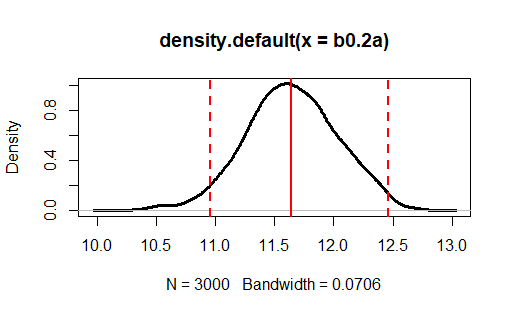 density.default(x = b0.2a)
Density
0.8
0.4
0.0
10.0 10.5 11.0 11.5 12.0 12.5 13.0
N = 3000 Bandwidth = 0.0706